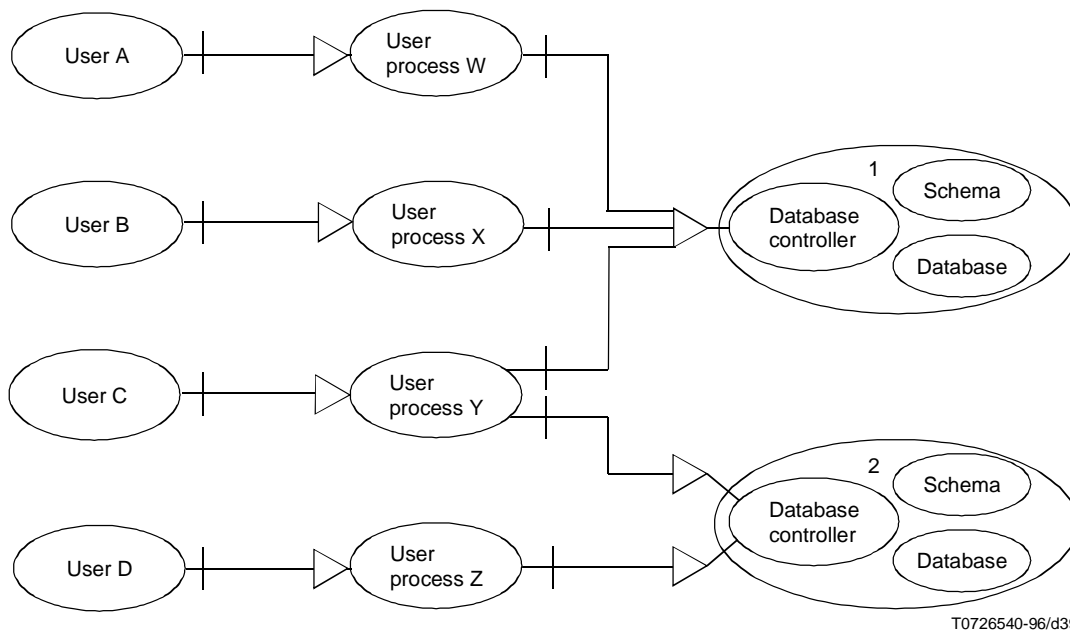 User A
User
process W
1
Schema
User B
User
process X
Database
controller
Database
User C
User
process Y
2
Schema
Database
controller
User D
User
process Z
Database